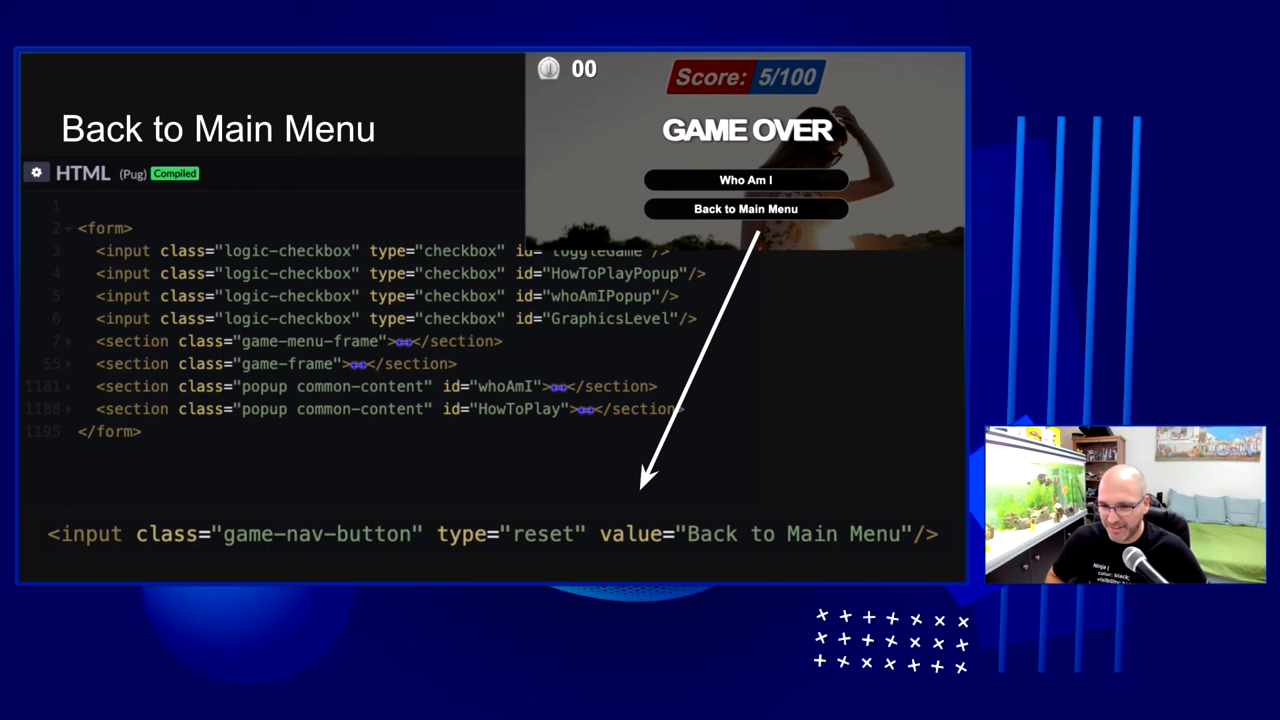 Back to Main Menu
00
Score: 5/100
GAME OVER
Who Am I
Back to Main Menu
HTML (Pug) Compiled
1
2 <form>
3 <input class="logic-checkbox" type="checkbox" id="toggleGame"/>
4 <input class="logic-checkbox" type="checkbox" id="HowToPlayPopup"/>
5 <input class="logic-checkbox" type="checkbox" id="whoAmIPopup"/>
6 <input class="logic-checkbox" type="checkbox" id="GraphicsLevel"/>
7 <section class="game-menu-frame"></section>
55 <section class="game-frame"></section>
1181 <section class="popup common-content" id="whoAmI"></section>
1188 <section class="popup common-content" id="HowToPlay"></section>
1195 </form>
<input class="game-nav-button" type="reset" value="Back to Main Menu"/>
Ninja {
color: black;